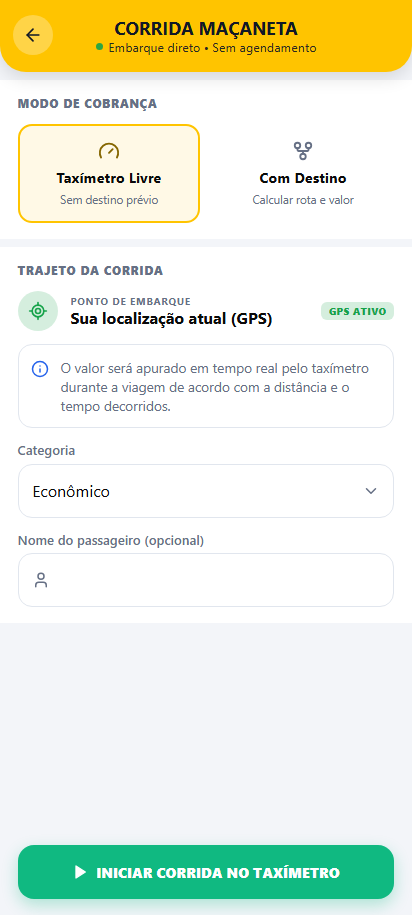 CORRIDA MAÇANETA
Embarque direto • Sem agendamento
MODO DE COBRANÇA
Taxímetro Livre
Sem destino prévio
Com Destino
Calcular rota e valor
TRAJETO DA CORRIDA
PONTO DE EMBARQUE
Sua localização atual (GPS)
GPS ATIVO
O valor será apurado em tempo real pelo taxímetro
durante a viagem de acordo com a distância e o
tempo decorridos.
Categoria
Econômico
Nome do passageiro (opcional)
INICIAR CORRIDA NO TAXÍMETRO